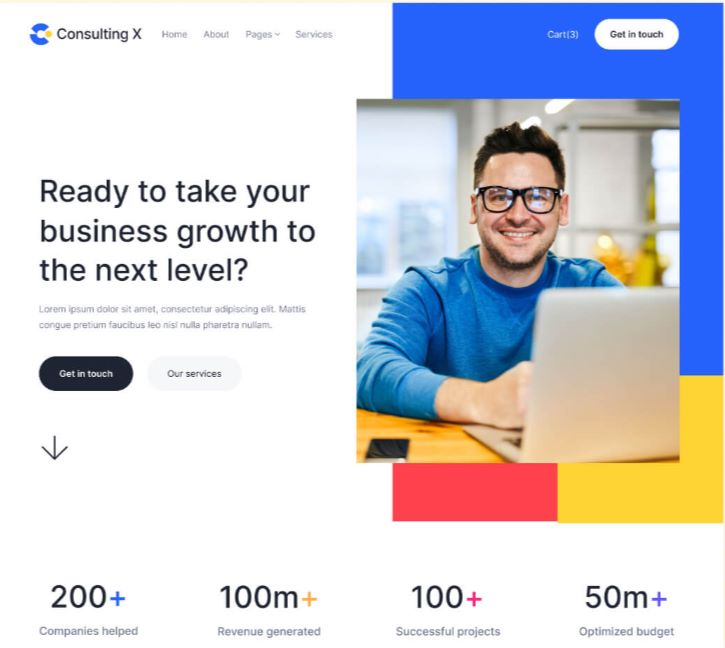 Consulting X
Home About Pages Services
Cart(3)
Get in touch
Ready to take your
business growth to
the next level?
Lorem ipsum dolor sit amet, consectetur adipiscing elit. Mattis
congue pretium faucibus leo nisl nulla pharetra nullam.
Get in touch
Our services
200+
Companies helped
100m+
Revenue generated
100+
Successful projects
50m+
Optimized budget